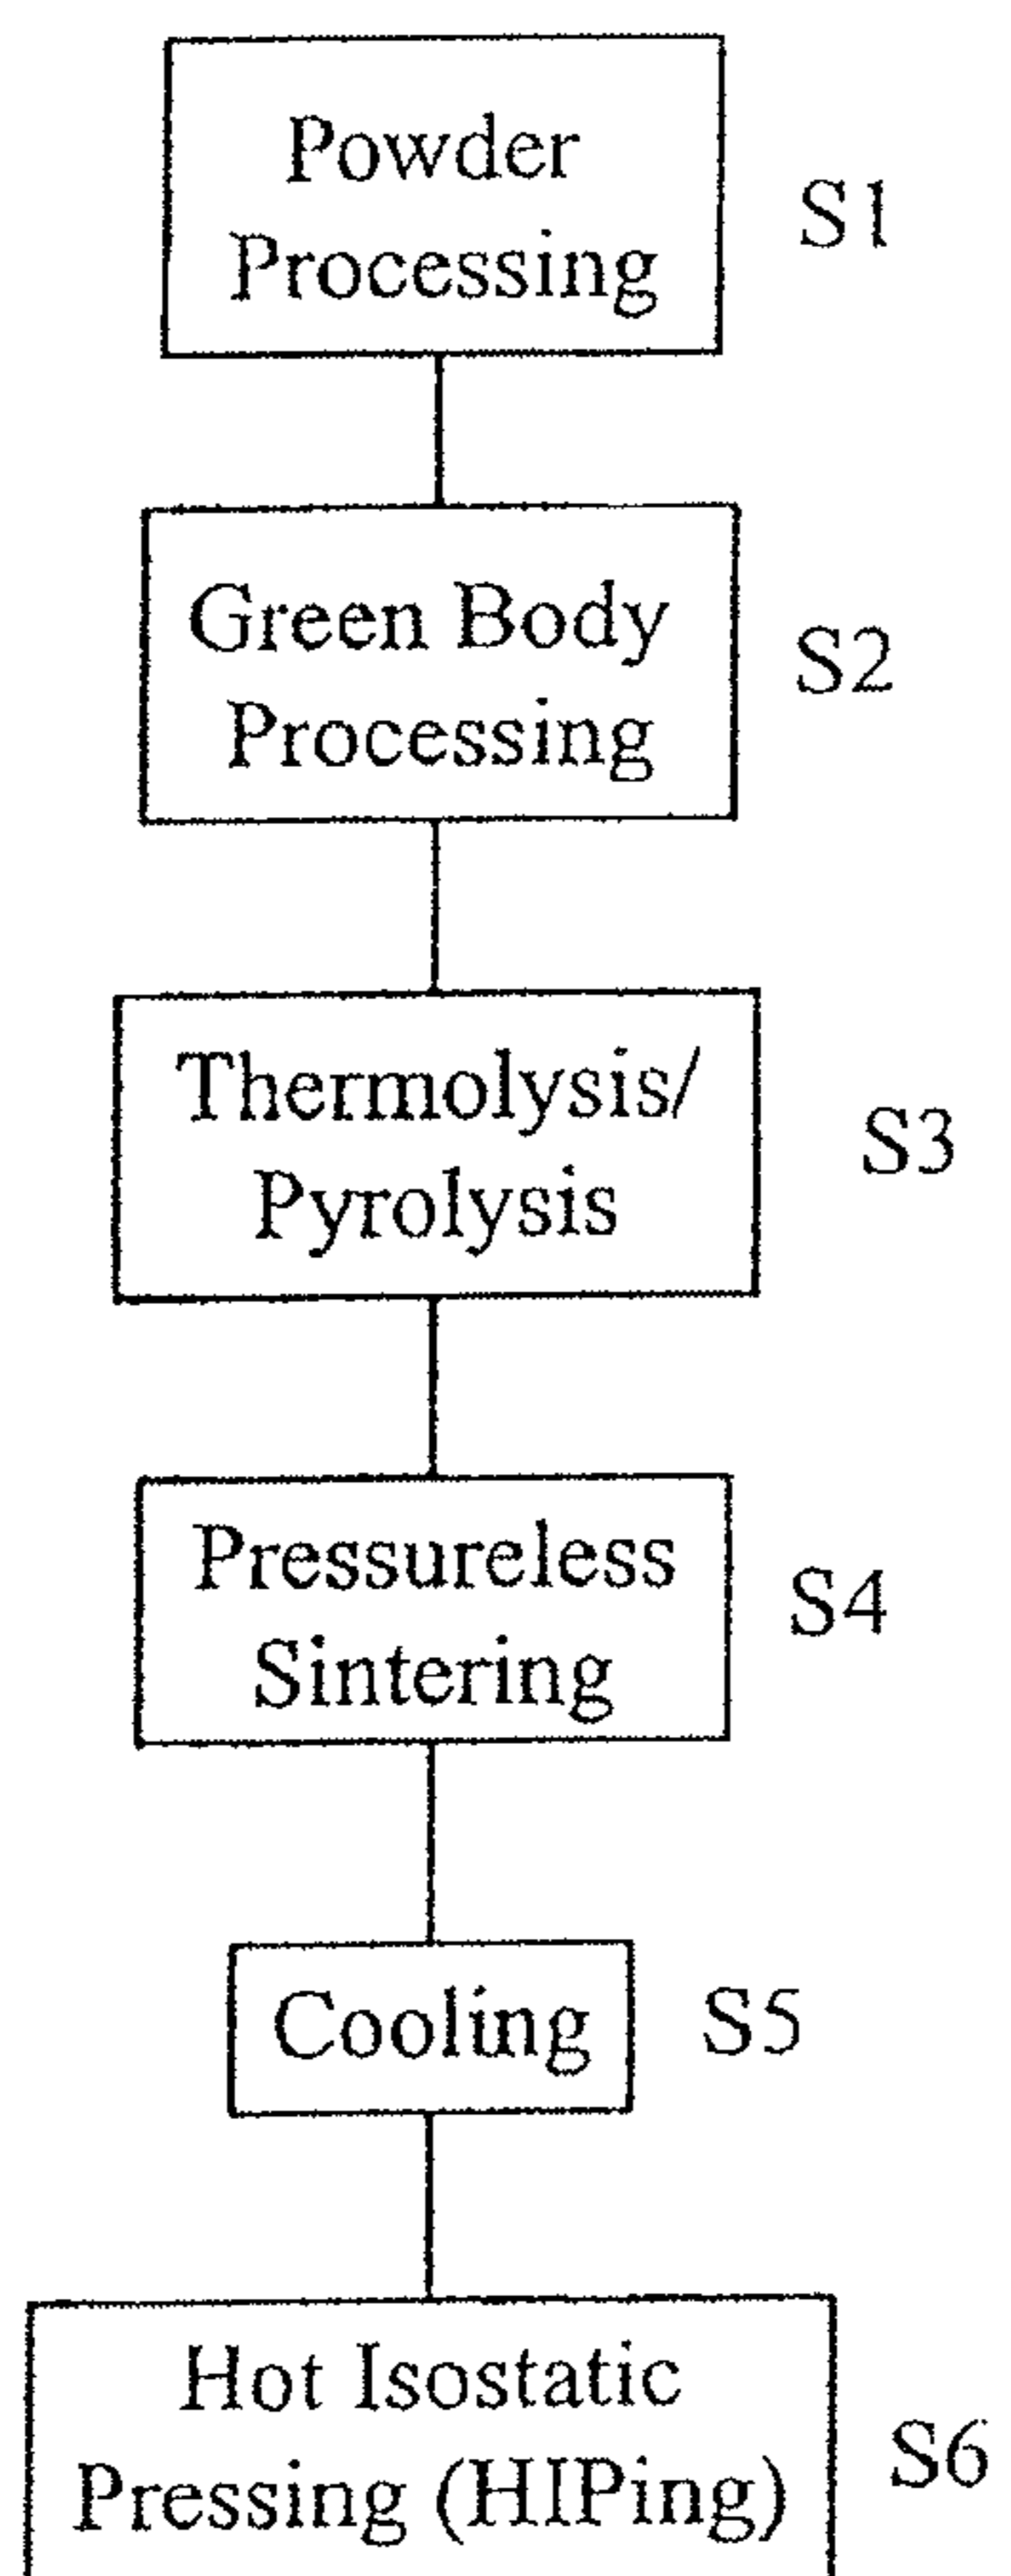 Powder
Processing
S1
Green Body
Processing
S2
Thermolysis/
Pyrolysis
S3
Pressureless
Sintering
S4
Cooling
S5
Hot Isostatic
Pressing (HIPing)
S6